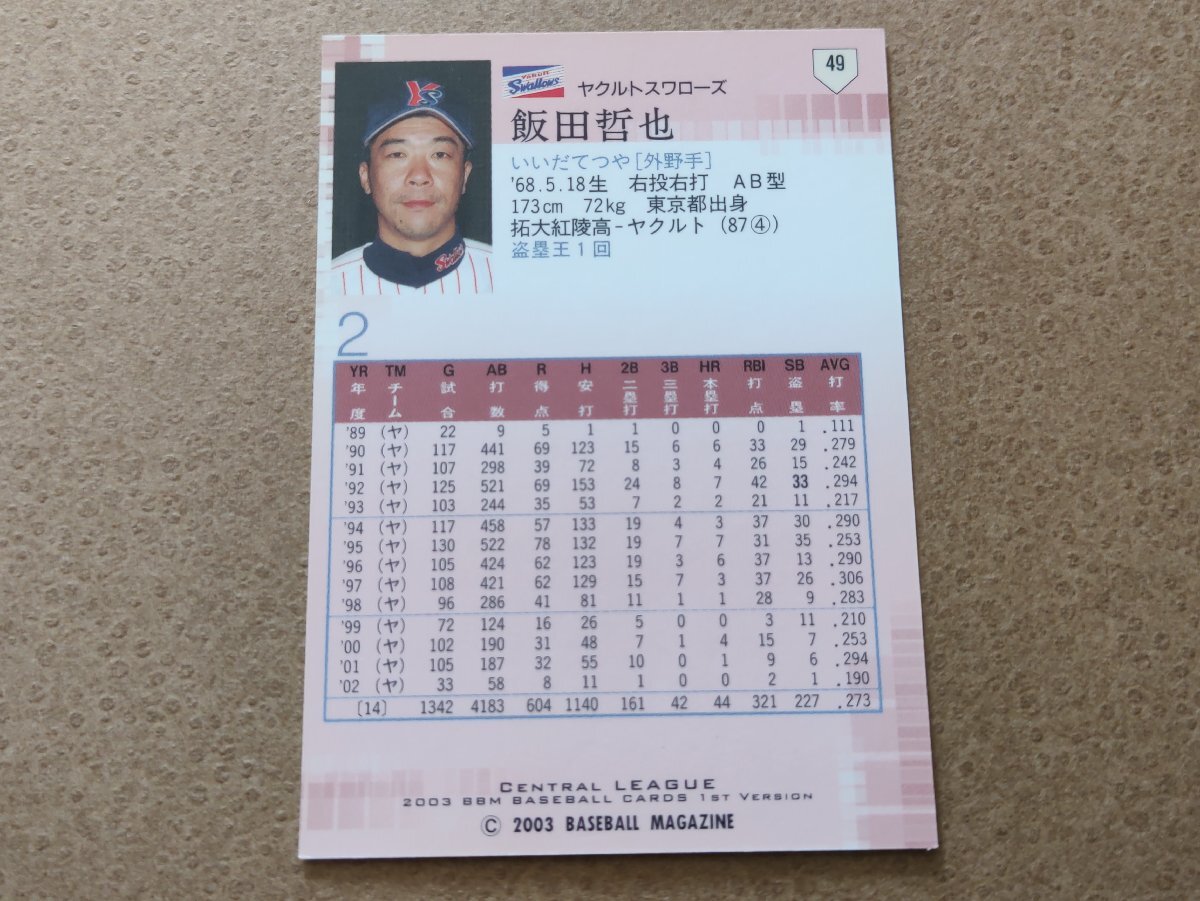 49
YAKULT Swallows ヤクルトスワローズ
飯田哲也
いいだてつや[外野手]
'68.5.18生 右投右打 AB型
173cm 72kg 東京都出身
拓大紅陵高-ヤクルト(87④)
盗塁王1回
YS
Swallows
2
YR TM G AB R H 2B 3B HR RBI SB AVG
年度 チーム 試合 打数 得点 安打 二塁打 三塁打 本塁打 打点 盗塁 打率
'89 (ヤ) 22 9 5 1 1 0 0 0 1 .111
'90 (ヤ) 117 441 69 123 15 6 6 33 29 .279
'91 (ヤ) 107 298 39 72 8 3 4 26 15 .242
'92 (ヤ) 125 521 69 153 24 8 7 42 33 .294
'93 (ヤ) 103 244 35 53 7 2 2 21 11 .217
'94 (ヤ) 117 458 57 133 19 4 3 37 30 .290
'95 (ヤ) 130 522 78 132 19 7 7 31 35 .253
'96 (ヤ) 105 424 62 123 19 3 6 37 13 .290
'97 (ヤ) 108 421 62 129 15 7 3 37 26 .306
'98 (ヤ) 96 286 41 81 11 1 1 28 9 .283
'99 (ヤ) 72 124 16 26 5 0 0 3 11 .210
'00 (ヤ) 102 190 31 48 7 1 4 15 7 .253
'01 (ヤ) 105 187 32 55 10 0 1 9 6 .294
'02 (ヤ) 33 58 8 11 1 0 0 2 1 .190
[14] 1342 4183 604 1140 161 42 44 321 227 .273
CENTRAL LEAGUE
2003 BBM BASEBALL CARDS 1ST VERSION
© 2003 BASEBALL MAGAZINE